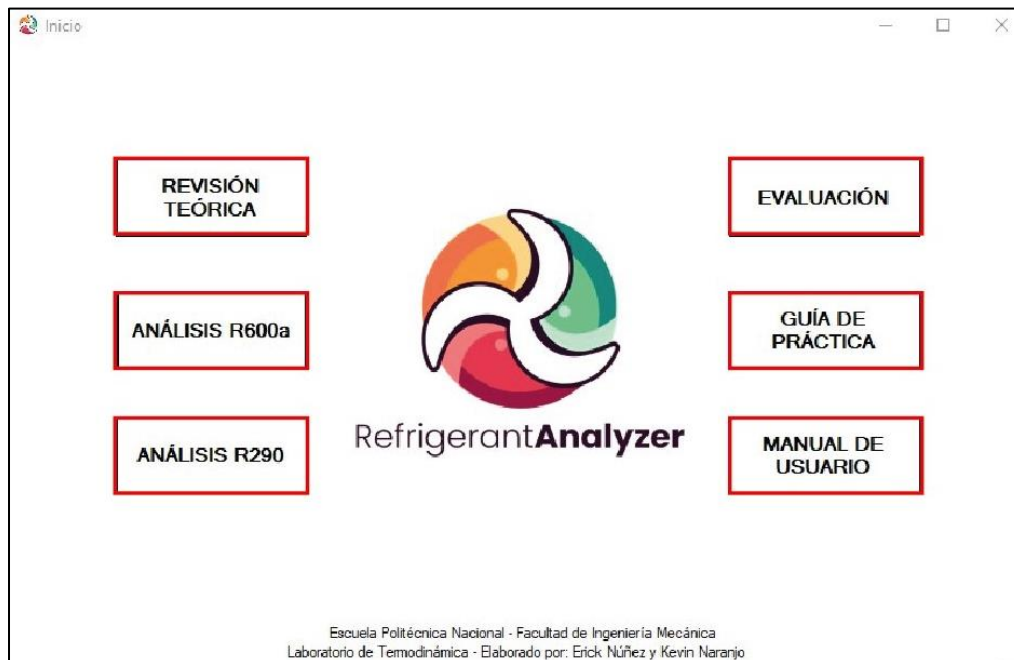 Inicio
REVISIÓN
TEÓRICA
ANÁLISIS R600a
ANÁLISIS R290
RefrigerantAnalyzer
EVALUACIÓN
GUÍA DE
PRÁCTICA
MANUAL DE
USUARIO
Escuela Politécnica Nacional - Facultad de Ingeniería Mecánica
Laboratorio de Termodinámica - Elaborado por: Erick Núñez y Kevin Naranjo